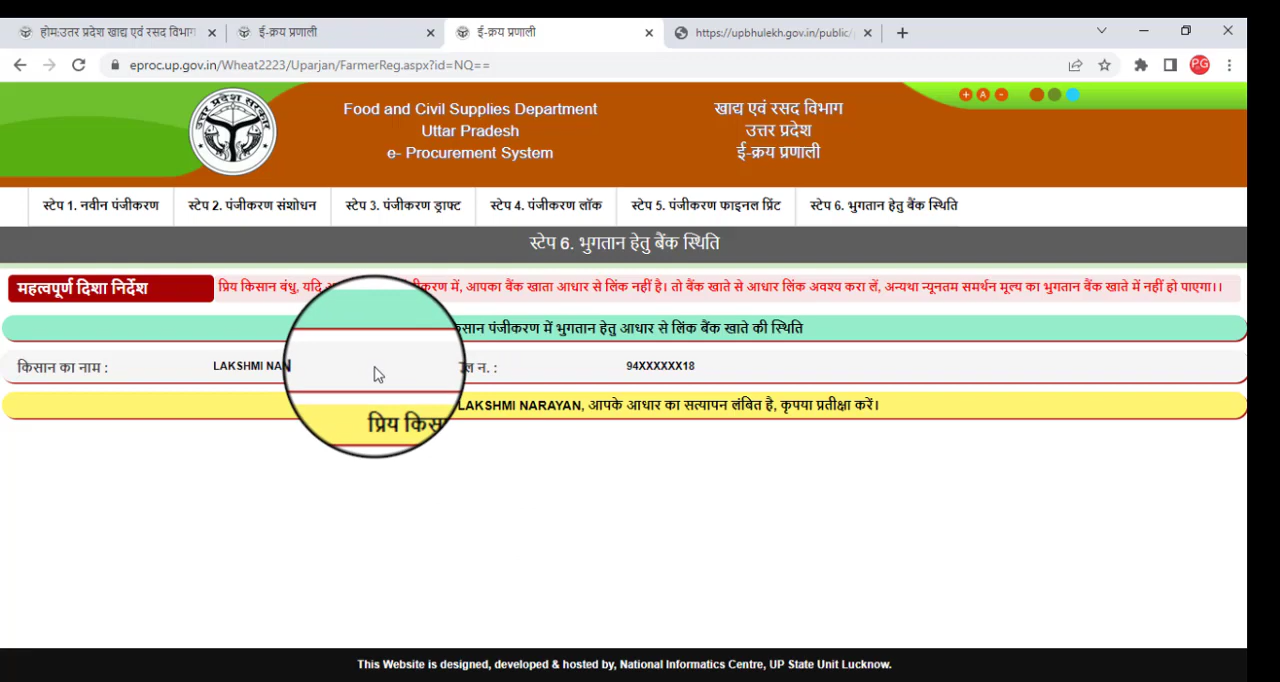 होम:उत्तर प्रदेश खाद्य एवं रसद विभाग
ई-क्रय प्रणाली
ई-क्रय प्रणाली
https://upbhulekh.gov.in/public/
eproc.up.gov.in/Wheat2223/Uparjan/FarmerReg.aspx?id=NQ==
PG
Food and Civil Supplies Department
Uttar Pradesh
e- Procurement System
खाद्य एवं रसद विभाग
उत्तर प्रदेश
ई-क्रय प्रणाली
+ A -
स्टेप 1. नवीन पंजीकरण
स्टेप 2. पंजीकरण संशोधन
स्टेप 3. पंजीकरण ड्राफ्ट
स्टेप 4. पंजीकरण लॉक
स्टेप 5. पंजीकरण फाइनल प्रिंट
स्टेप 6. भुगतान हेतु बैंक स्थिति
स्टेप 6. भुगतान हेतु बैंक स्थिति
महत्वपूर्ण दिशा निर्देश
प्रिय किसान बंधु, यदि में, आपका बैंक खाता आधार से लिंक नहीं है। तो बैंक खाते से आधार लिंक अवश्य करा लें, अन्यथा न्यूनतम समर्थन मूल्य का भुगतान बैंक खाते में नहीं हो पाएगा।।
पंजीकरण में भुगतान हेतु आधार से लिंक बैंक खाते की स्थिति
किसान का नाम :
LAKSHMI NAN
न. :
94XXXXXX18
प्रिय किस
LAKSHMI NARAYAN, आपके आधार का सत्यापन लंबित है, कृपया प्रतीक्षा करें।
This Website is designed, developed & hosted by, National Informatics Centre, UP State Unit Lucknow.